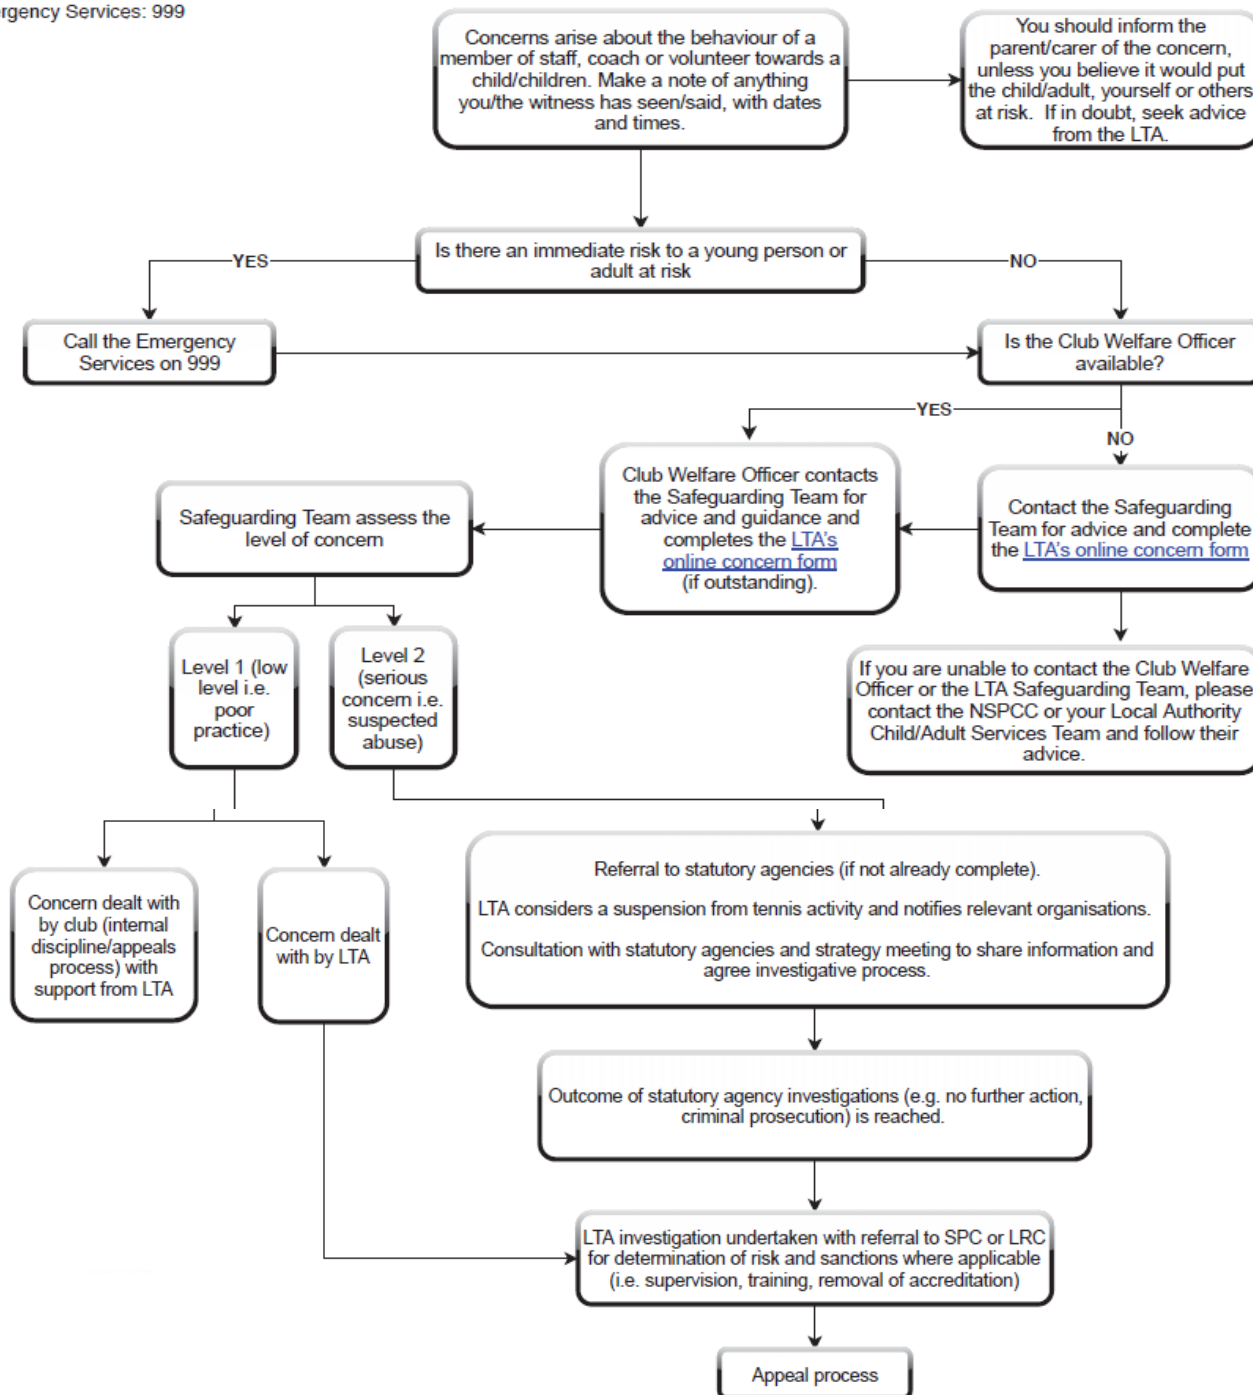 rgency Services: 999
Concerns arise about the behaviour of a
member of staff, coach or volunteer towards a
child/children. Make a note of anything
you/the witness has seen/said, with dates
and times.
You should inform the
parent/carer of the concern,
unless you believe it would put
the child/adult, yourself or others
at risk. If in doubt, seek advice
from the LTA.
Is there an immediate risk to a young person or
adult at risk
YES
NO
Call the Emergency
Services on 999
Is the Club Welfare Officer
available?
YES
NO
Club Welfare Officer contacts
the Safeguarding Team for
advice and guidance and
completes the LTA's
online concern form
(if outstanding).
Contact the Safeguarding
Team for advice and complete
the LTA's online concern form
Safeguarding Team assess the
level of concern
Level 1 (low
level i.e.
poor
practice)
Level 2
(serious
concern i.e.
suspected
abuse)
If you are unable to contact the Club Welfare
Officer or the LTA Safeguarding Team, please
contact the NSPCC or your Local Authority
Child/Adult Services Team and follow their
advice.
Concern dealt with
by club (internal
discipline/appeals
process) with
support from LTA
Concern dealt
with by LTA
Referral to statutory agencies (if not already complete).
LTA considers a suspension from tennis activity and notifies relevant organisations.
Consultation with statutory agencies and strategy meeting to share information and
agree investigative process.
Outcome of statutory agency investigations (e.g. no further action,
criminal prosecution) is reached.
LTA investigation undertaken with referral to SPC or LRC
for determination of risk and sanctions where applicable
(i.e. supervision, training, removal of accreditation)
Appeal process